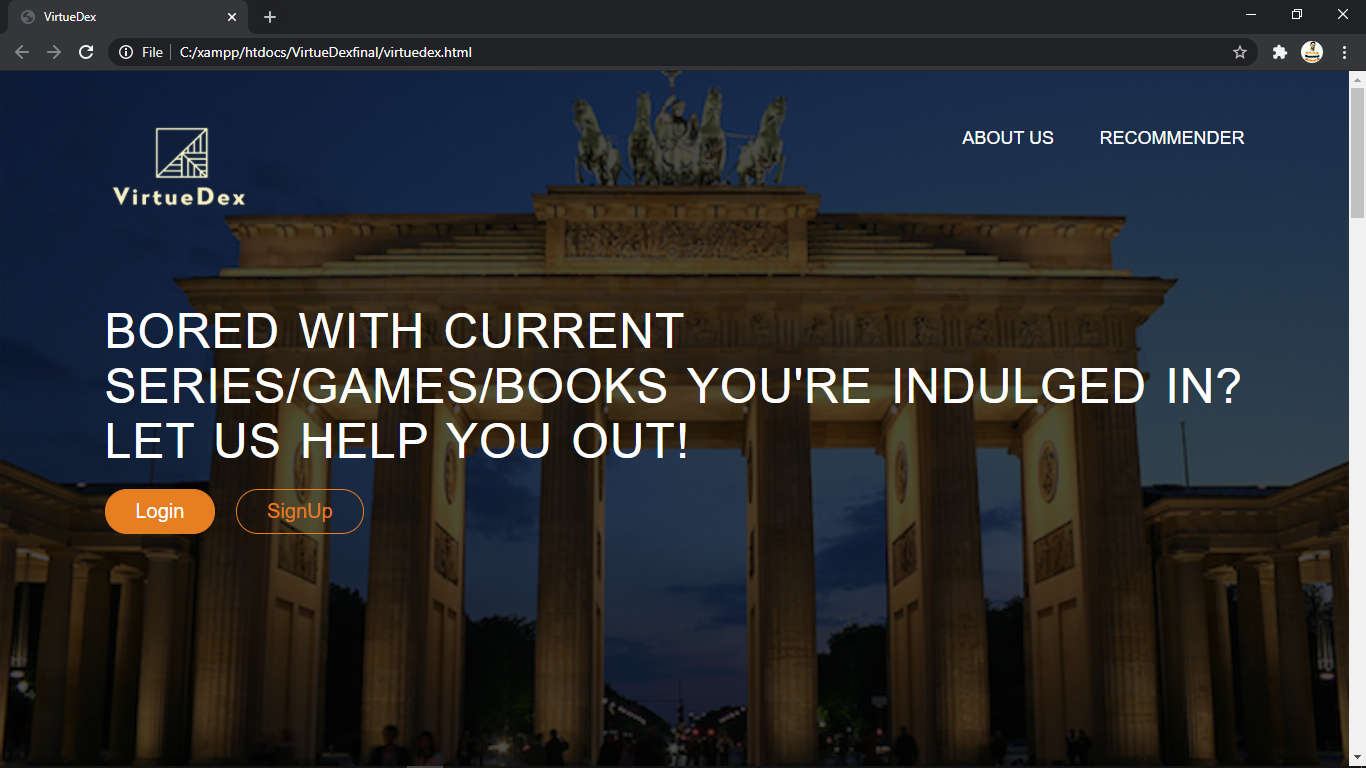 VirtueDex
File
C:/xampp/htdocs/VirtueDexfinal/virtuedex.html
VirtueDex
ABOUT US
RECOMMENDER
BORED WITH CURRENT
SERIES/GAMES/BOOKS YOU'RE INDULGED IN?
LET US HELP YOU OUT!
Login
SignUp